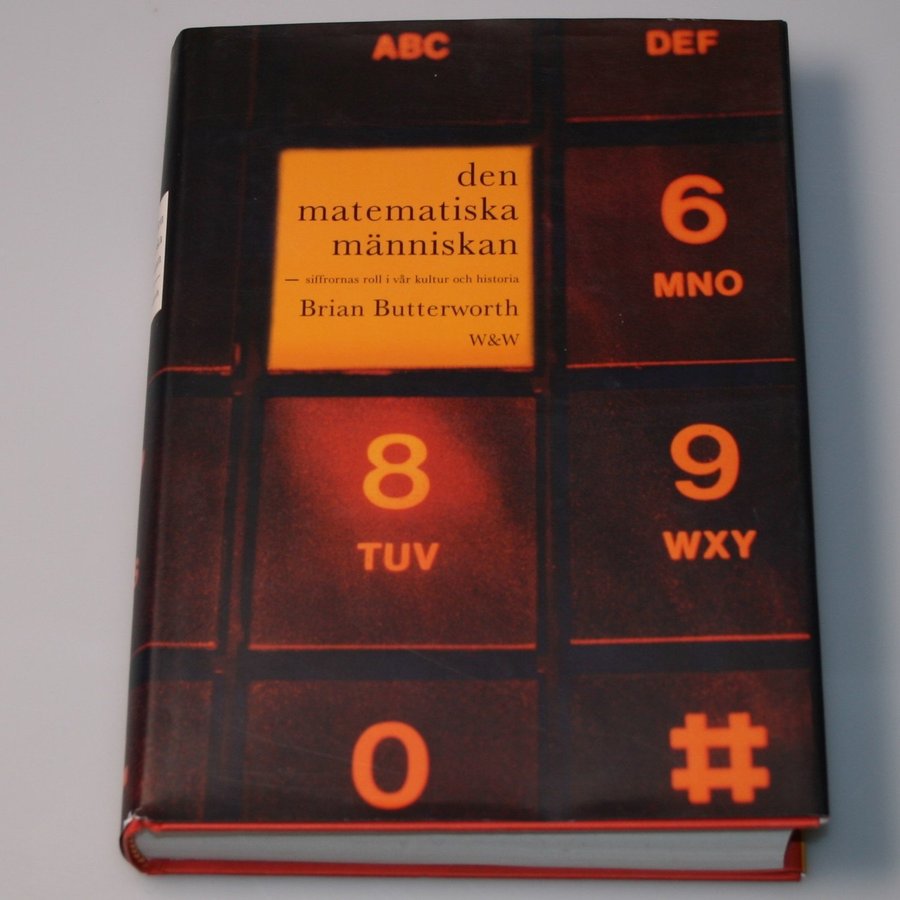 ABC
DEF
den
matematiska
människan
— siffrornas roll i vår kultur och historia
Brian Butterworth
W&W
6
MNO
8
TUV
9
WXY
0
#